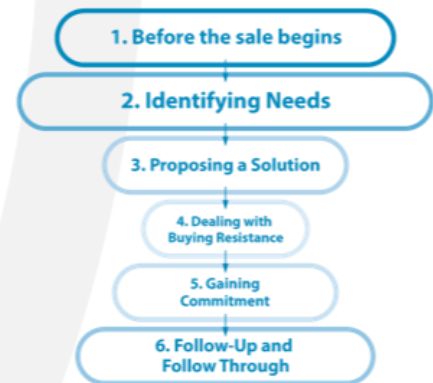 1. Before the sale begins
2. Identifying Needs
3. Proposing a Solution
4. Dealing with
Buying Resistance
5. Gaining
Commitment
6. Follow-Up and
Follow Through